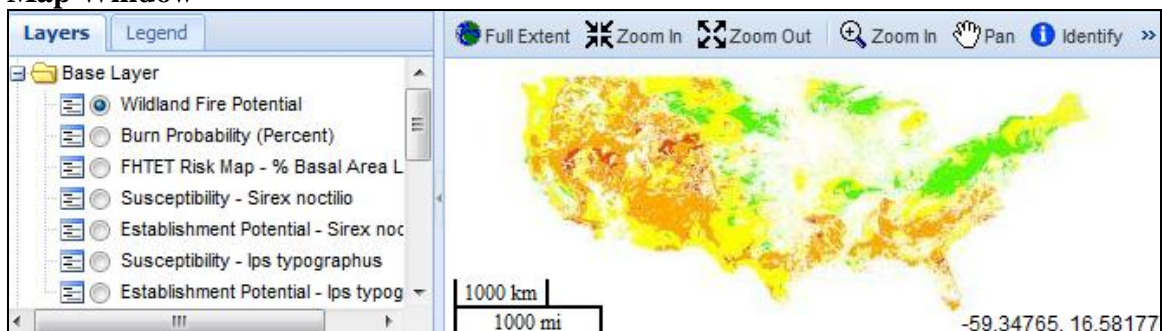 Map Window
Layers Legend
Full Extent Zoom In Zoom Out Zoom In Pan Identify »
Base Layer
Wildland Fire Potential
Burn Probability (Percent)
FHTET Risk Map - % Basal Area L
Susceptibility - Sirex noctilio
Establishment Potential - Sirex noc
Susceptibility - Ips typographus
Establishment Potential - Ips typog
1000 km
1000 mi
-59.34765, 16.58177